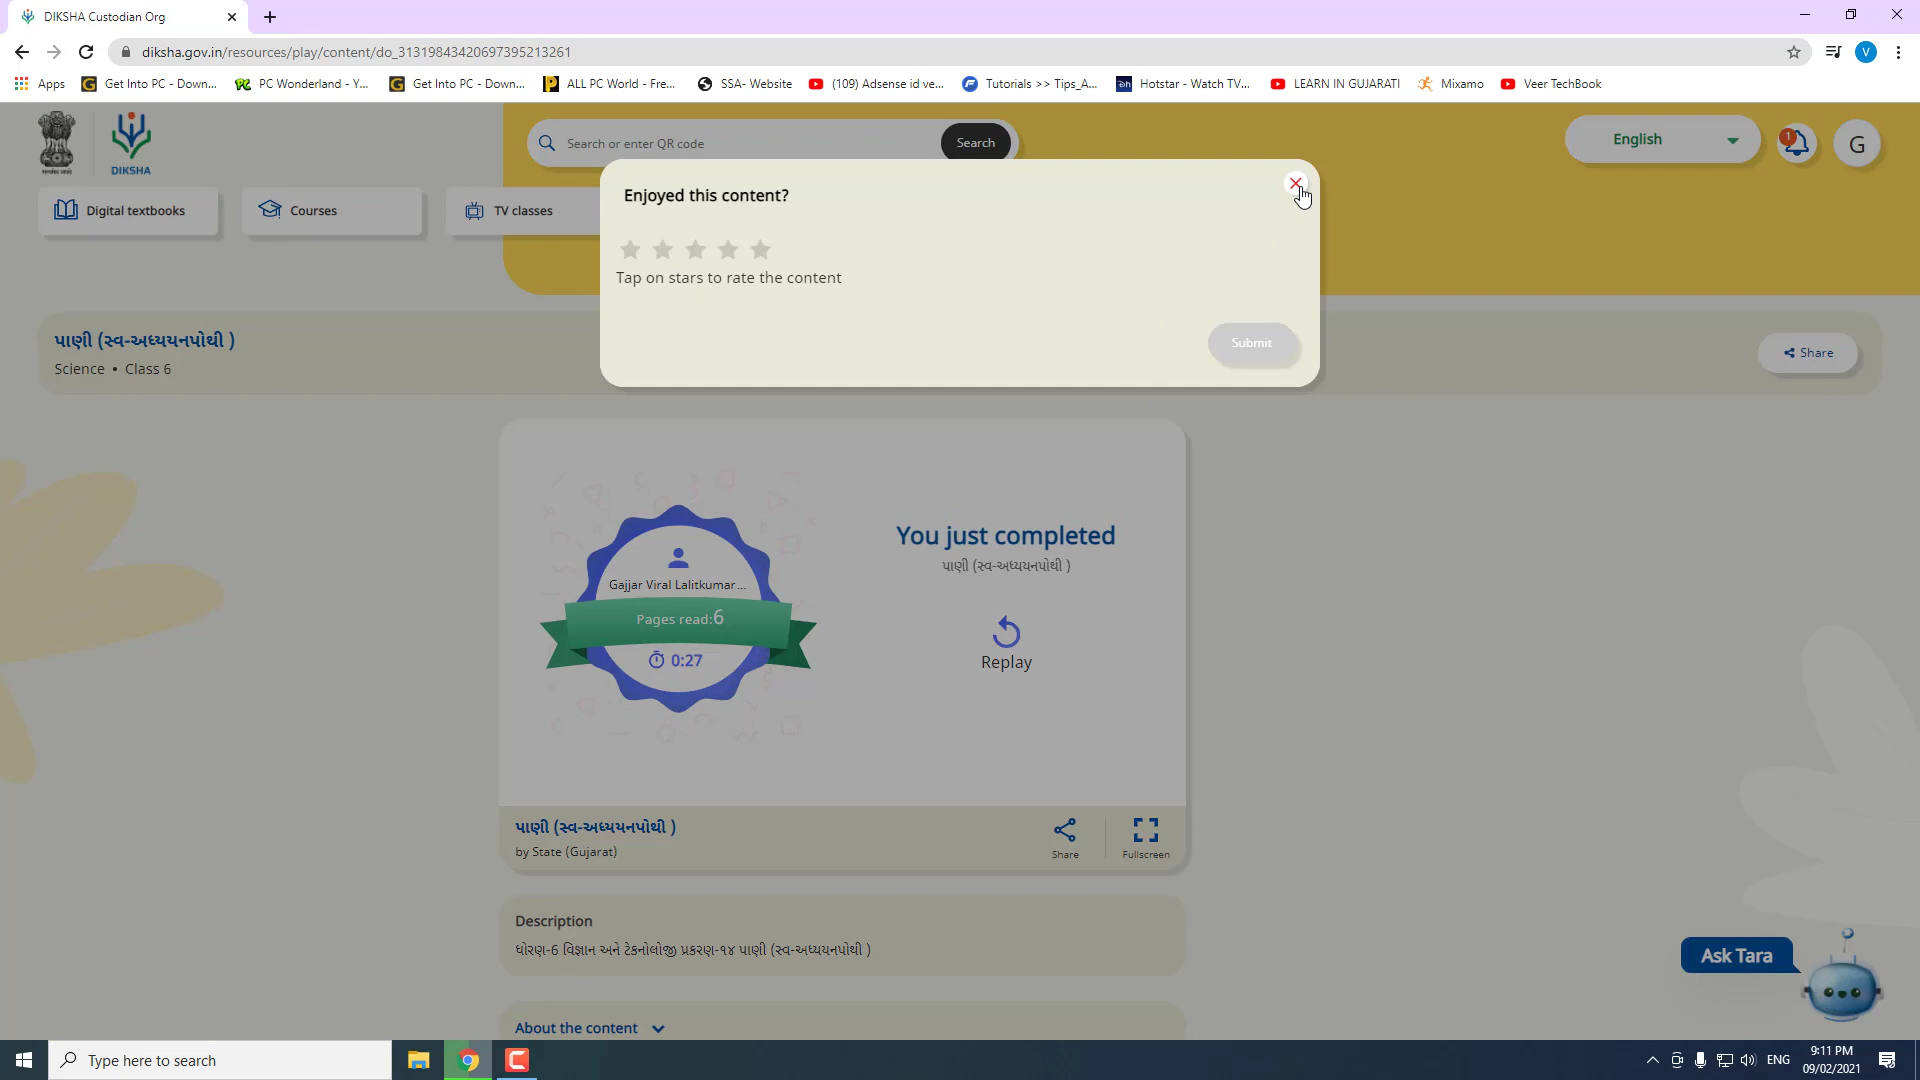 DIKSHA Custodian Org
diksha.gov.in/resources/play/content/do_31319843420697395213261
V
Apps
Get Into PC - Down...
PC Wonderland - Y...
Get Into PC - Down...
ALL PC World - Fre...
SSA- Website
(109) Adsense id ve...
Tutorials >> Tips_A...
Hotstar - Watch TV...
LEARN IN GUJARATI
Mixamo
Veer TechBook
DIKSHA
Search or enter QR code
Search
English
1
G
Digital textbooks
Courses
TV classes
Enjoyed this content?
Tap on stars to rate the content
Submit
પાણી (સ્વ-અધ્યયનપોથી )
Science • Class 6
Share
Gajjar Viral Lalitkumar...
Pages read:6
0:27
You just completed
પાણી (સ્વ-અધ્યયનપોથી )
Replay
પાણી (સ્વ-અધ્યયનપોથી )
by State (Gujarat)
Share
Fullscreen
Description
ધોરણ-6 વિજ્ઞાન અને ટેકનોલોજી પ્રકરણ-૧૪ પાણી (સ્વ-અધ્યયનપોથી )
About the content
Ask Tara
Type here to search
ENG
9:11 PM
09/02/2021